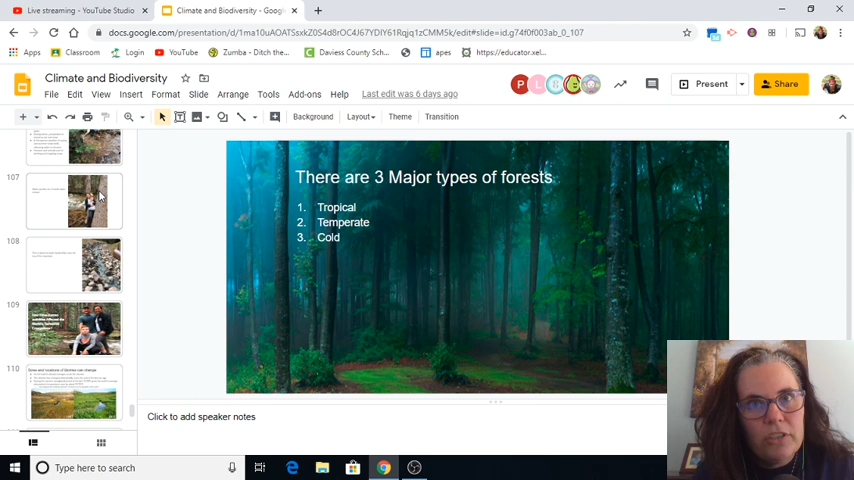 Live streaming - YouTube Studio
Climate and Biodiversity - Goog
docs.google.com/presentation/d/1ma10uAOATSsxkZ0S4d8rOC4J67YDIY61Rqjq1zCMMSk/edit#slide=id.g74f0f003ab_0_107
Apps Classroom Login YouTube Zumba - Ditch the... Daviess County Sch... apes https://educator.xel...
Climate and Biodiversity
File Edit View Insert Format Slide Arrange Tools Add-ons Help Last edit was 6 days ago
P L Present Share
Background Layout Theme Transition
107
108
109
110
There are 3 Major types of forests
1. Tropical
2. Temperate
3. Cold
Click to add speaker notes
Type here to search